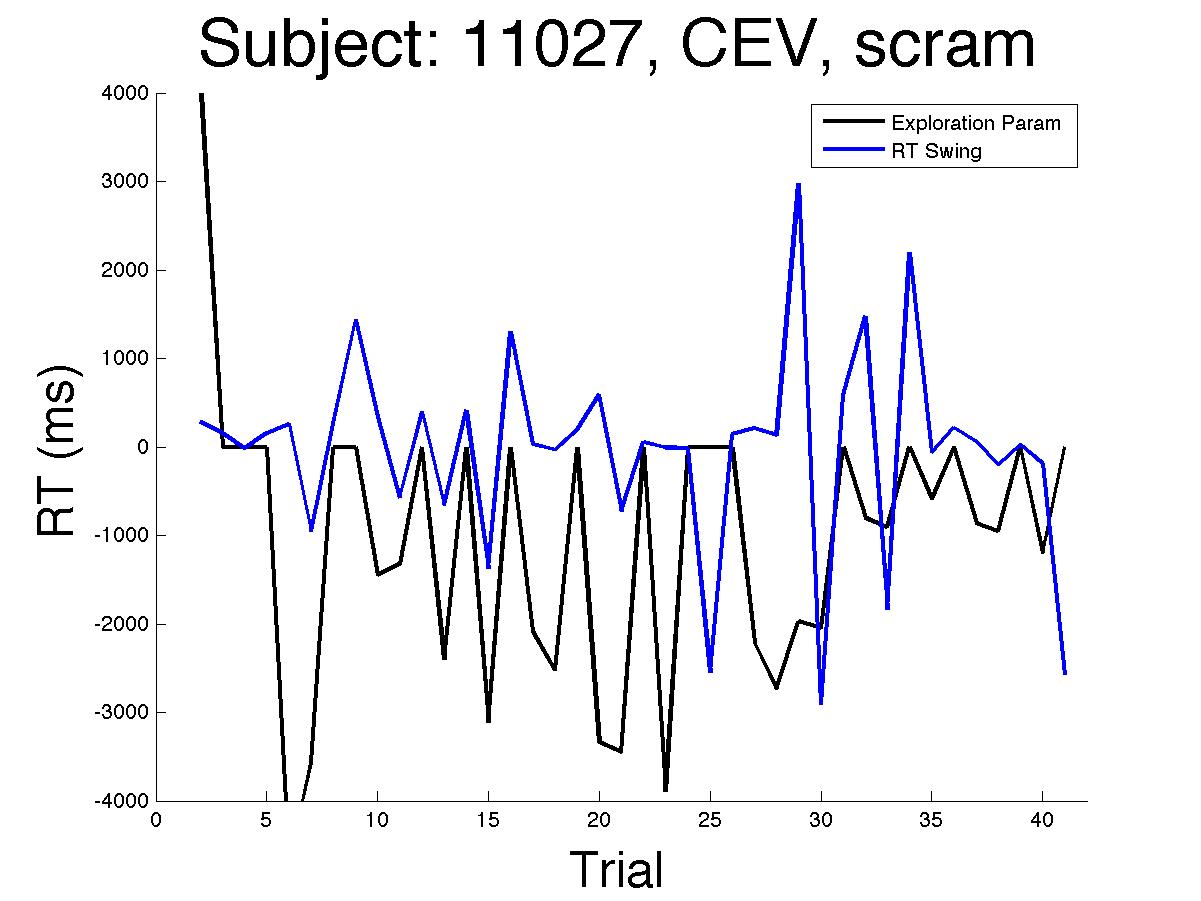 Subject: 11027, CEV, scram
4000
3000
2000
1000
0
-1000
-2000
-3000
-4000
RT (ms)
Exploration Param
RT Swing
0 5 10 15 20 25 30 35 40
Trial